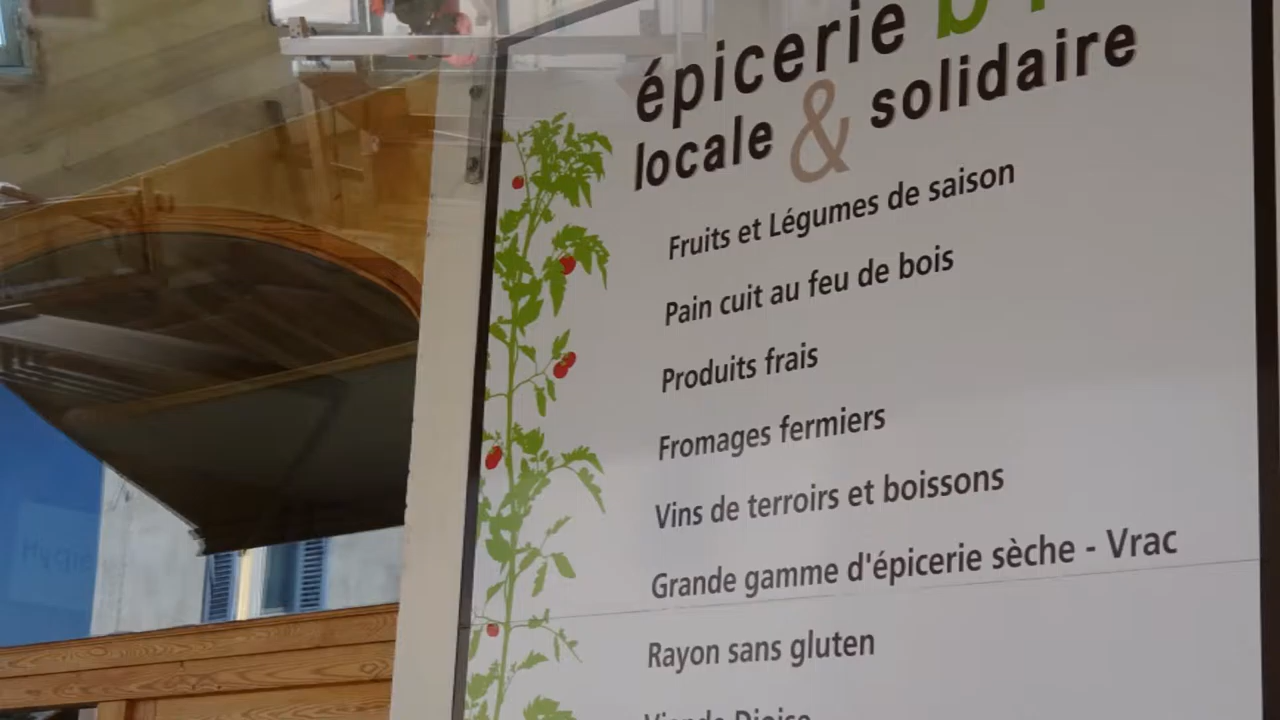 épicerie
locale & solidaire
Fruits et Légumes de saison
Pain cuit au feu de bois
Produits frais
Fromages fermiers
Vins de terroirs et boissons
Grande gamme d'épicerie sèche - Vrac
Rayon sans gluten